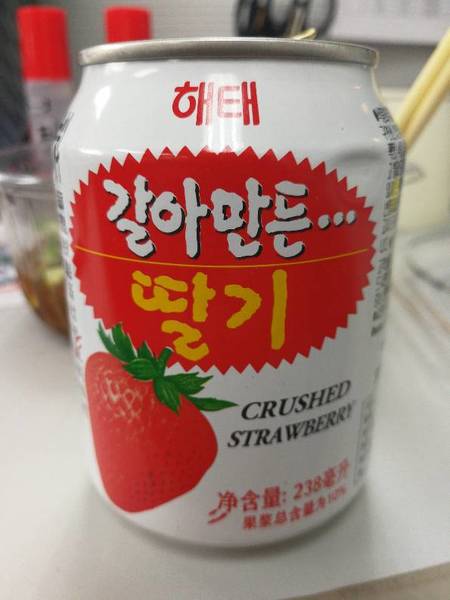 해태
갈아만든...
딸기
CRUSHED
STRAWBERRY
净含量: 238毫升
果浆总含量为10%